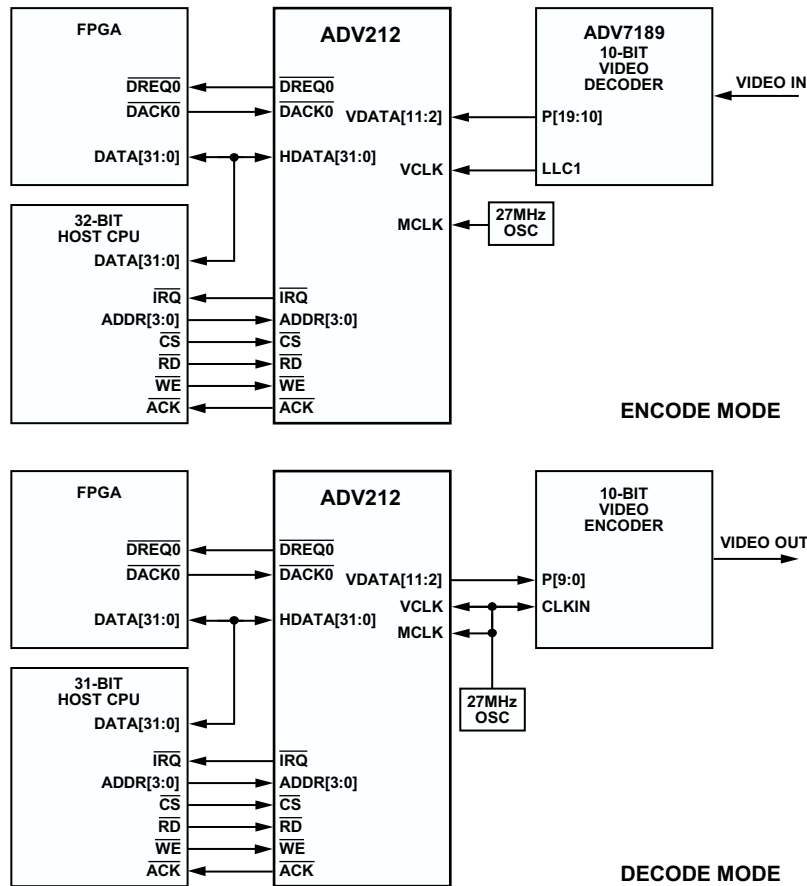 FPGA
DREQ0
DACK0
DATA[31:0]
32-BIT
HOST CPU
DATA[31:0]
IRQ
ADDR[3:0]
CS
RD
WE
ACK
ADV212
DREQ0
DACK0
HDATA[31:0]
VDATA[11:2]
VCLK
MCLK
IRQ
ADDR[3:0]
CS
RD
WE
ACK
ADV7189
10-BIT
VIDEO
DECODER
P[19:10]
LLC1
VIDEO IN
27MHz
OSC
ENCODE MODE
FPGA
DREQ0
DACK0
DATA[31:0]
31-BIT
HOST CPU
DATA[31:0]
IRQ
ADDR[3:0]
CS
RD
WE
ACK
ADV212
DREQ0
DACK0
HDATA[31:0]
VDATA[11:2]
VCLK
MCLK
IRQ
ADDR[3:0]
CS
RD
WE
ACK
10-BIT
VIDEO
ENCODER
P[9:0]
CLKIN
VIDEO OUT
27MHz
OSC
DECODE MODE